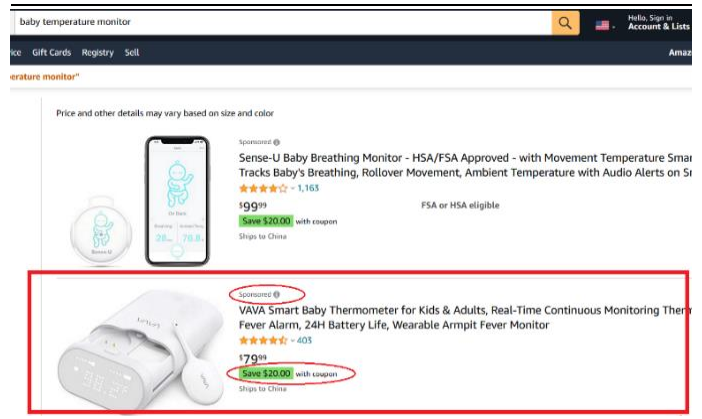 baby temperature monitor
Hello, Sign in
Account & Lists
ice Gift Cards Registry Sell
Amaz
erature monitor"
Price and other details may vary based on size and color
Sponsored
Sense-U Baby Breathing Monitor - HSA/FSA Approved - with Movement Temperature Smar
Tracks Baby's Breathing, Rollover Movement, Ambient Temperature with Audio Alerts on S
1,163
$99.99
FSA or HSA eligible
Save $20.00 with coupon
Ships to China
On Back
Sense-U
Sponsored
VAVA Smart Baby Thermometer for Kids & Adults, Real-Time Continuous Monitoring Ther
Fever Alarm, 24H Battery Life, Wearable Armpit Fever Monitor
403
$79.99
Save $20.00 with coupon
Ships to China
VAVA